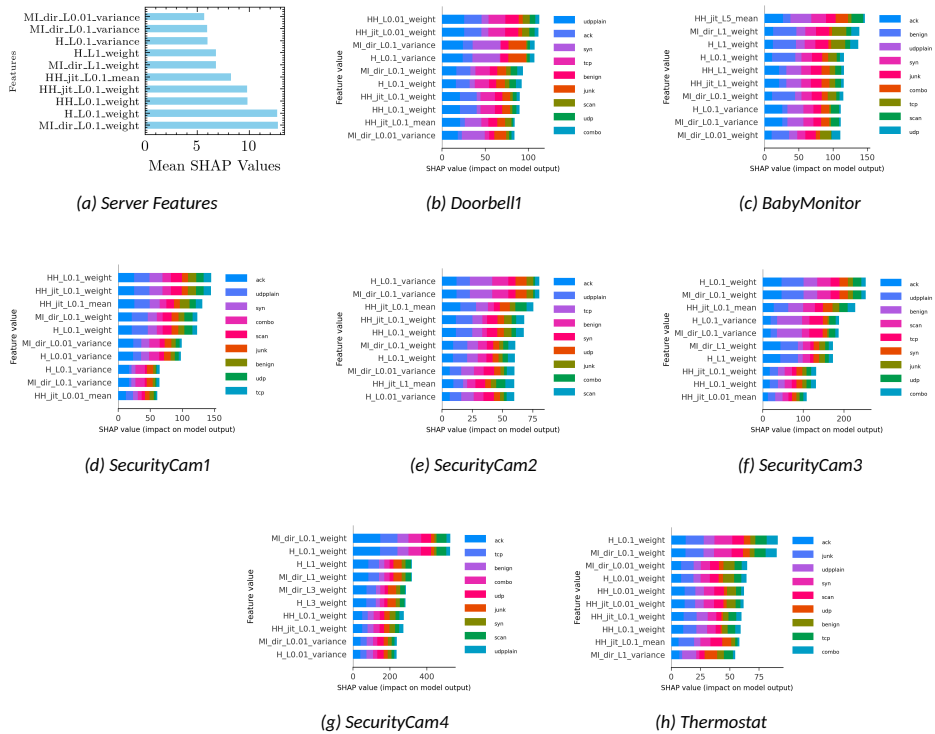 Features
MI_dir_L0.01_variance
MI_dir_L0.1_variance
H_L0.1_variance
H_L1_weight
MI_dir_L1_weight
HH_jit_L0.1_mean
HH_jit_L0.1_weight
HH_L0.1_weight
H_L0.1_weight
MI_dir_L0.1_weight
0 5 10
Mean SHAP Values
(a) Server Features
Feature value
HH_L0.01_weight
HH_jit_L0.01_weight
MI_dir_L0.1_variance
H_L0.1_variance
MI_dir_L0.1_weight
H_L0.1_weight
HH_jit_L0.1_weight
HH_L0.1_weight
HH_jit_L0.1_mean
MI_dir_L0.01_variance
0 50 100
SHAP value (impact on model output)
udpplain
ack
syn
tcp
benign
junk
scan
udp
combo
(b) Doorbell1
Feature value
HH_jit_L5_mean
MI_dir_L1_weight
H_L1_weight
HH_L0.1_weight
HH_L1_weight
HH_jit_L1_weight
MI_dir_L0.1_weight
H_L0.1_variance
MI_dir_L0.1_variance
MI_dir_L0.01_weight
0 50 100 150
SHAP value (impact on model output)
ack
benign
udpplain
syn
junk
combo
tcp
scan
udp
combo
(c) BabyMonitor
Feature value
HH_L0.1_weight
HH_jit_L0.1_weight
HH_jit_L0.1_mean
MI_dir_L0.1_weight
H_L0.1_weight
MI_dir_L0.01_variance
H_L0.01_variance
H_L0.1_variance
MI_dir_L0.1_variance
HH_jit_L0.01_mean
0 50 100 150
SHAP value (impact on model output)
ack
udpplain
syn
combo
scan
junk
benign
udp
tcp
(d) SecurityCam1
Feature value
H_L0.1_variance
MI_dir_L0.1_variance
HH_jit_L0.1_mean
HH_jit_L0.1_weight
HH_L0.1_weight
MI_dir_L0.1_weight
H_L0.1_weight
MI_dir_L0.01_variance
HH_jit_L1_mean
H_L0.01_variance
0 25 50 75
SHAP value (impact on model output)
ack
udpplain
tcp
benign
syn
udp
junk
combo
scan
(e) SecurityCam2
Feature value
H_L0.1_weight
MI_dir_L0.1_weight
HH_jit_L0.1_mean
H_L0.1_variance
MI_dir_L0.1_variance
MI_dir_L1_weight
H_L1_weight
HH_jit_L0.1_weight
HH_L0.1_weight
HH_jit_L0.01_mean
0 100 200
SHAP value (impact on model output)
ack
udpplain
benign
scan
tcp
syn
junk
udp
combo
(f) SecurityCam3
Feature value
MI_dir_L0.1_weight
H_L0.1_weight
H_L1_weight
MI_dir_L1_weight
MI_dir_L3_weight
H_L3_weight
HH_L0.1_weight
HH_jit_L0.1_weight
MI_dir_L0.01_variance
H_L0.01_variance
0 200 400
SHAP value (impact on model output)
ack
tcp
benign
combo
udp
junk
syn
scan
udpplain
(g) SecurityCam4
Feature value
H_L0.1_weight
MI_dir_L0.1_weight
MI_dir_L0.01_weight
H_L0.01_weight
HH_L0.01_weight
HH_jit_L0.01_weight
HH_jit_L0.1_weight
HH_L0.1_weight
HH_jit_L0.1_mean
MI_dir_L1_variance
0 25 50 75
SHAP value (impact on model output)
ack
junk
udpplain
syn
scan
udp
benign
tcp
combo
(h) Thermostat